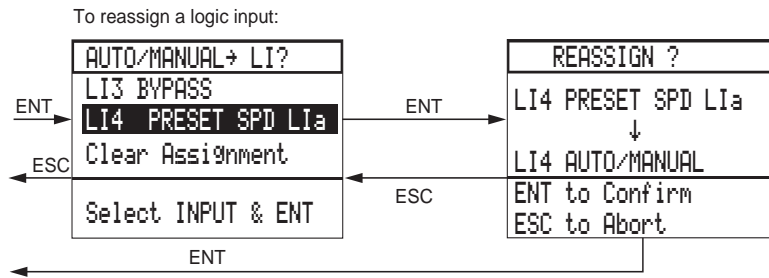 To reassign a logic input:
AUTO/MANUAL→ LI?
LI3 BYPASS
LI4 PRESET SPD LIa
Clear Assignment
Select INPUT & ENT
ENT
ESC
ENT
ESC
REASSIGN ?
LI4 PRESET SPD LIa
↓
LI4 AUTO/MANUAL
ENT to Confirm
ESC to Abort
ENT